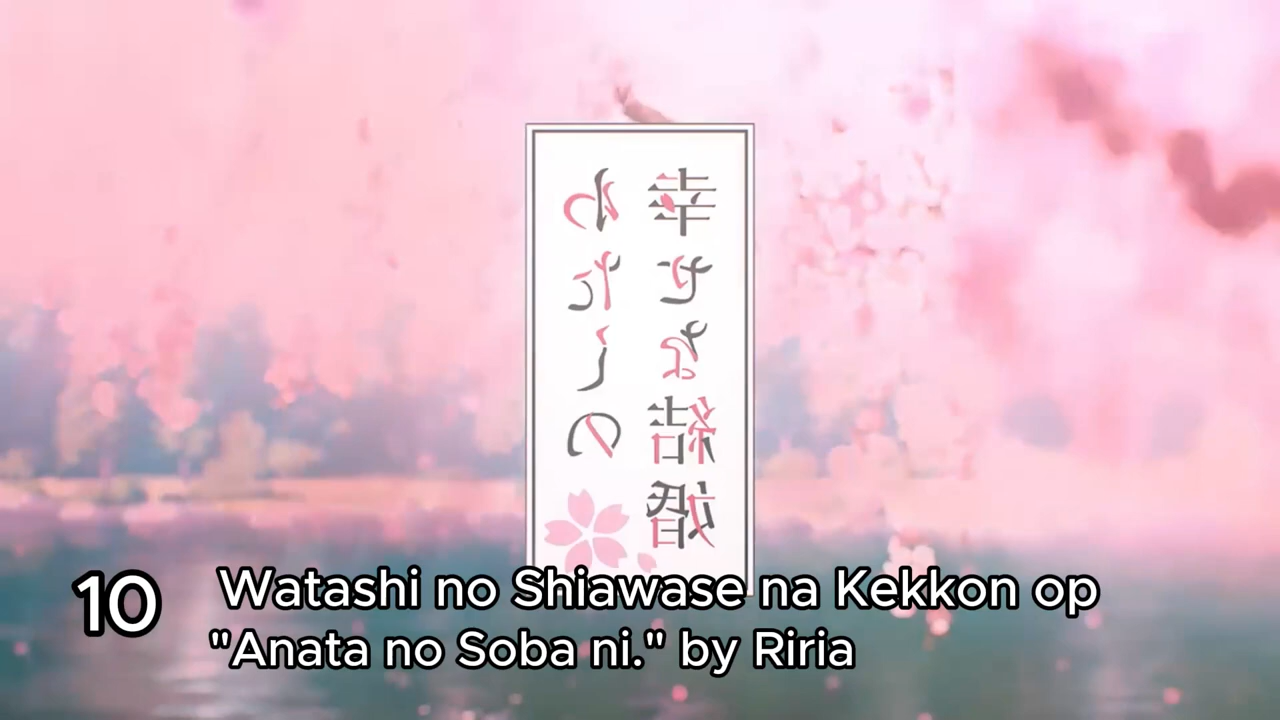 わたしの
幸せな結婚
10
Watashi no Shiawase na Kekkon op
"Anata no Soba ni." by Riria